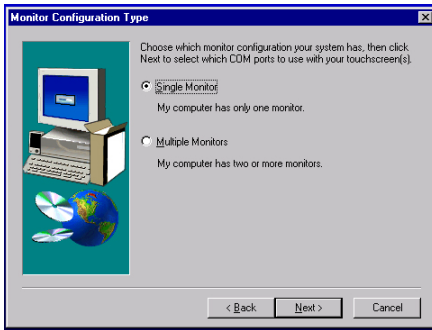 Monitor Configuration Type
Choose which monitor configuration your system has, then click
Next to select which COM ports to use with your touchscreen(s).
Single Monitor
My computer has only one monitor.
Multiple Monitors
My computer has two or more monitors.
< Back Next > Cancel